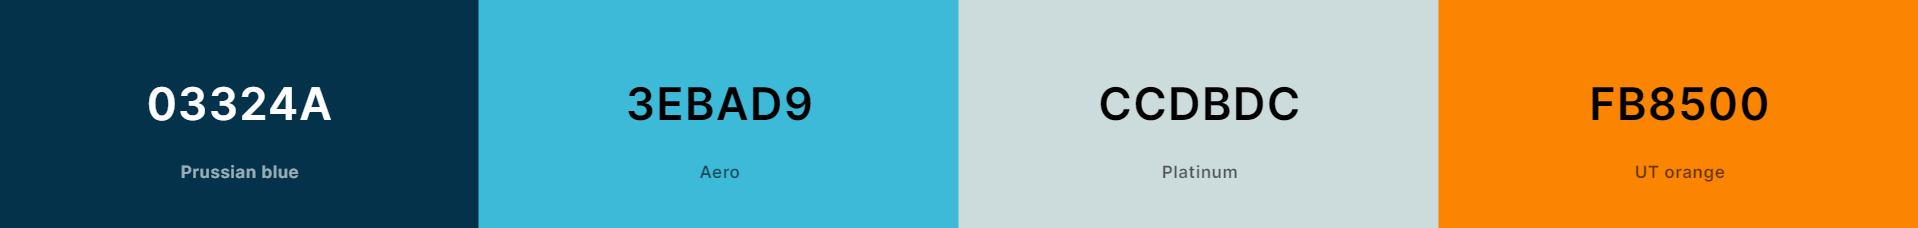 03324A
Prussian blue
3EBAD9
Aero
CCDBDC
Platinum
FB8500
UT orange